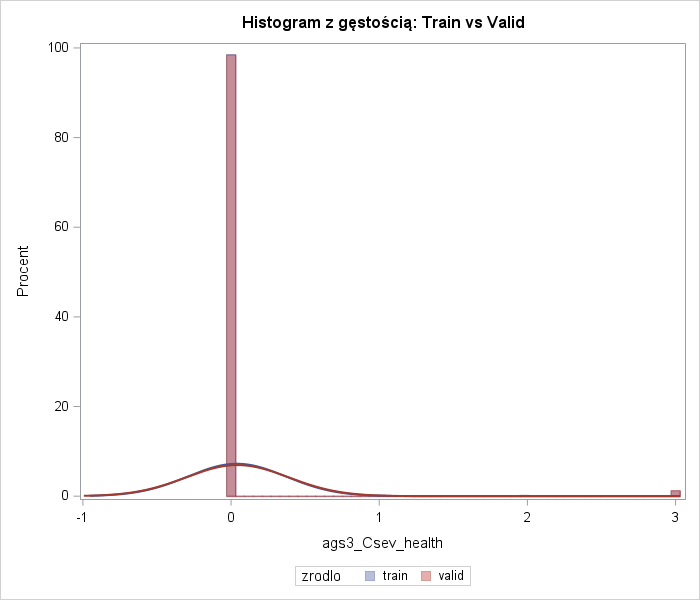 Histogram z gęstością: Train vs Valid
100
80
60
40
20
0
Procent
-1 0 1 2 3
ags3_Csev_health
zrodlo train valid